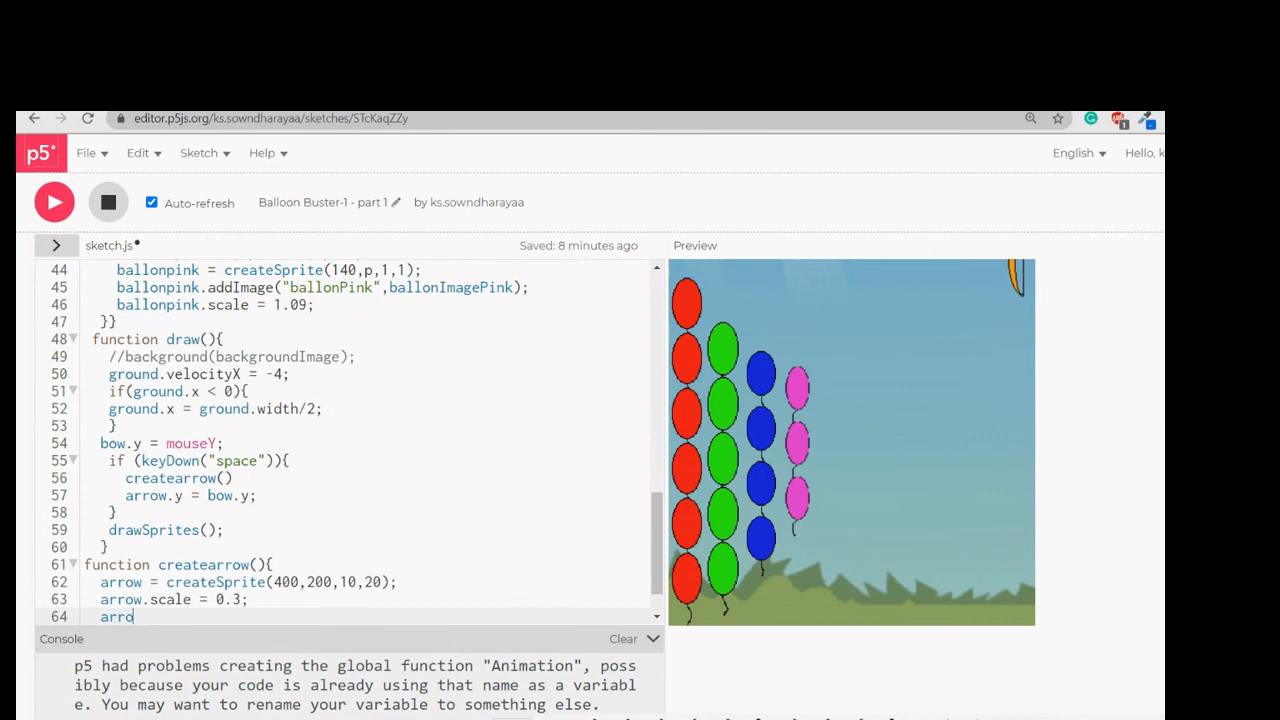 editor.p5js.org/ks.sowndharayaa/sketches/STcKaqZZy
p5* File Edit Sketch Help English Hello, k
Auto-refresh Balloon Buster-1 - part 1 by ks.sowndharayaa
sketch.js Saved: 8 minutes ago Preview
44 ballonpink = createSprite(140,p,1,1);
45 ballonpink.addImage("ballonPink",ballonImagePink);
46 ballonpink.scale = 1.09;
47 }}
48 function draw(){
49 //background(backgroundImage);
50 ground.velocityX = -4;
51 if(ground.x < 0){
52 ground.x = ground.width/2;
53 }
54 bow.y = mouseY;
55 if (keyDown("space")){
56 createarrow()
57 arrow.y = bow.y;
58 }
59 drawSprites();
60 }
61 function createarrow(){
62 arrow = createSprite(400,200,10,20);
63 arrow.scale = 0.3;
64 arro
Console Clear
p5 had problems creating the global function "Animation", poss
ibly because your code is already using that name as a variabl
e. You may want to rename your variable to something else.